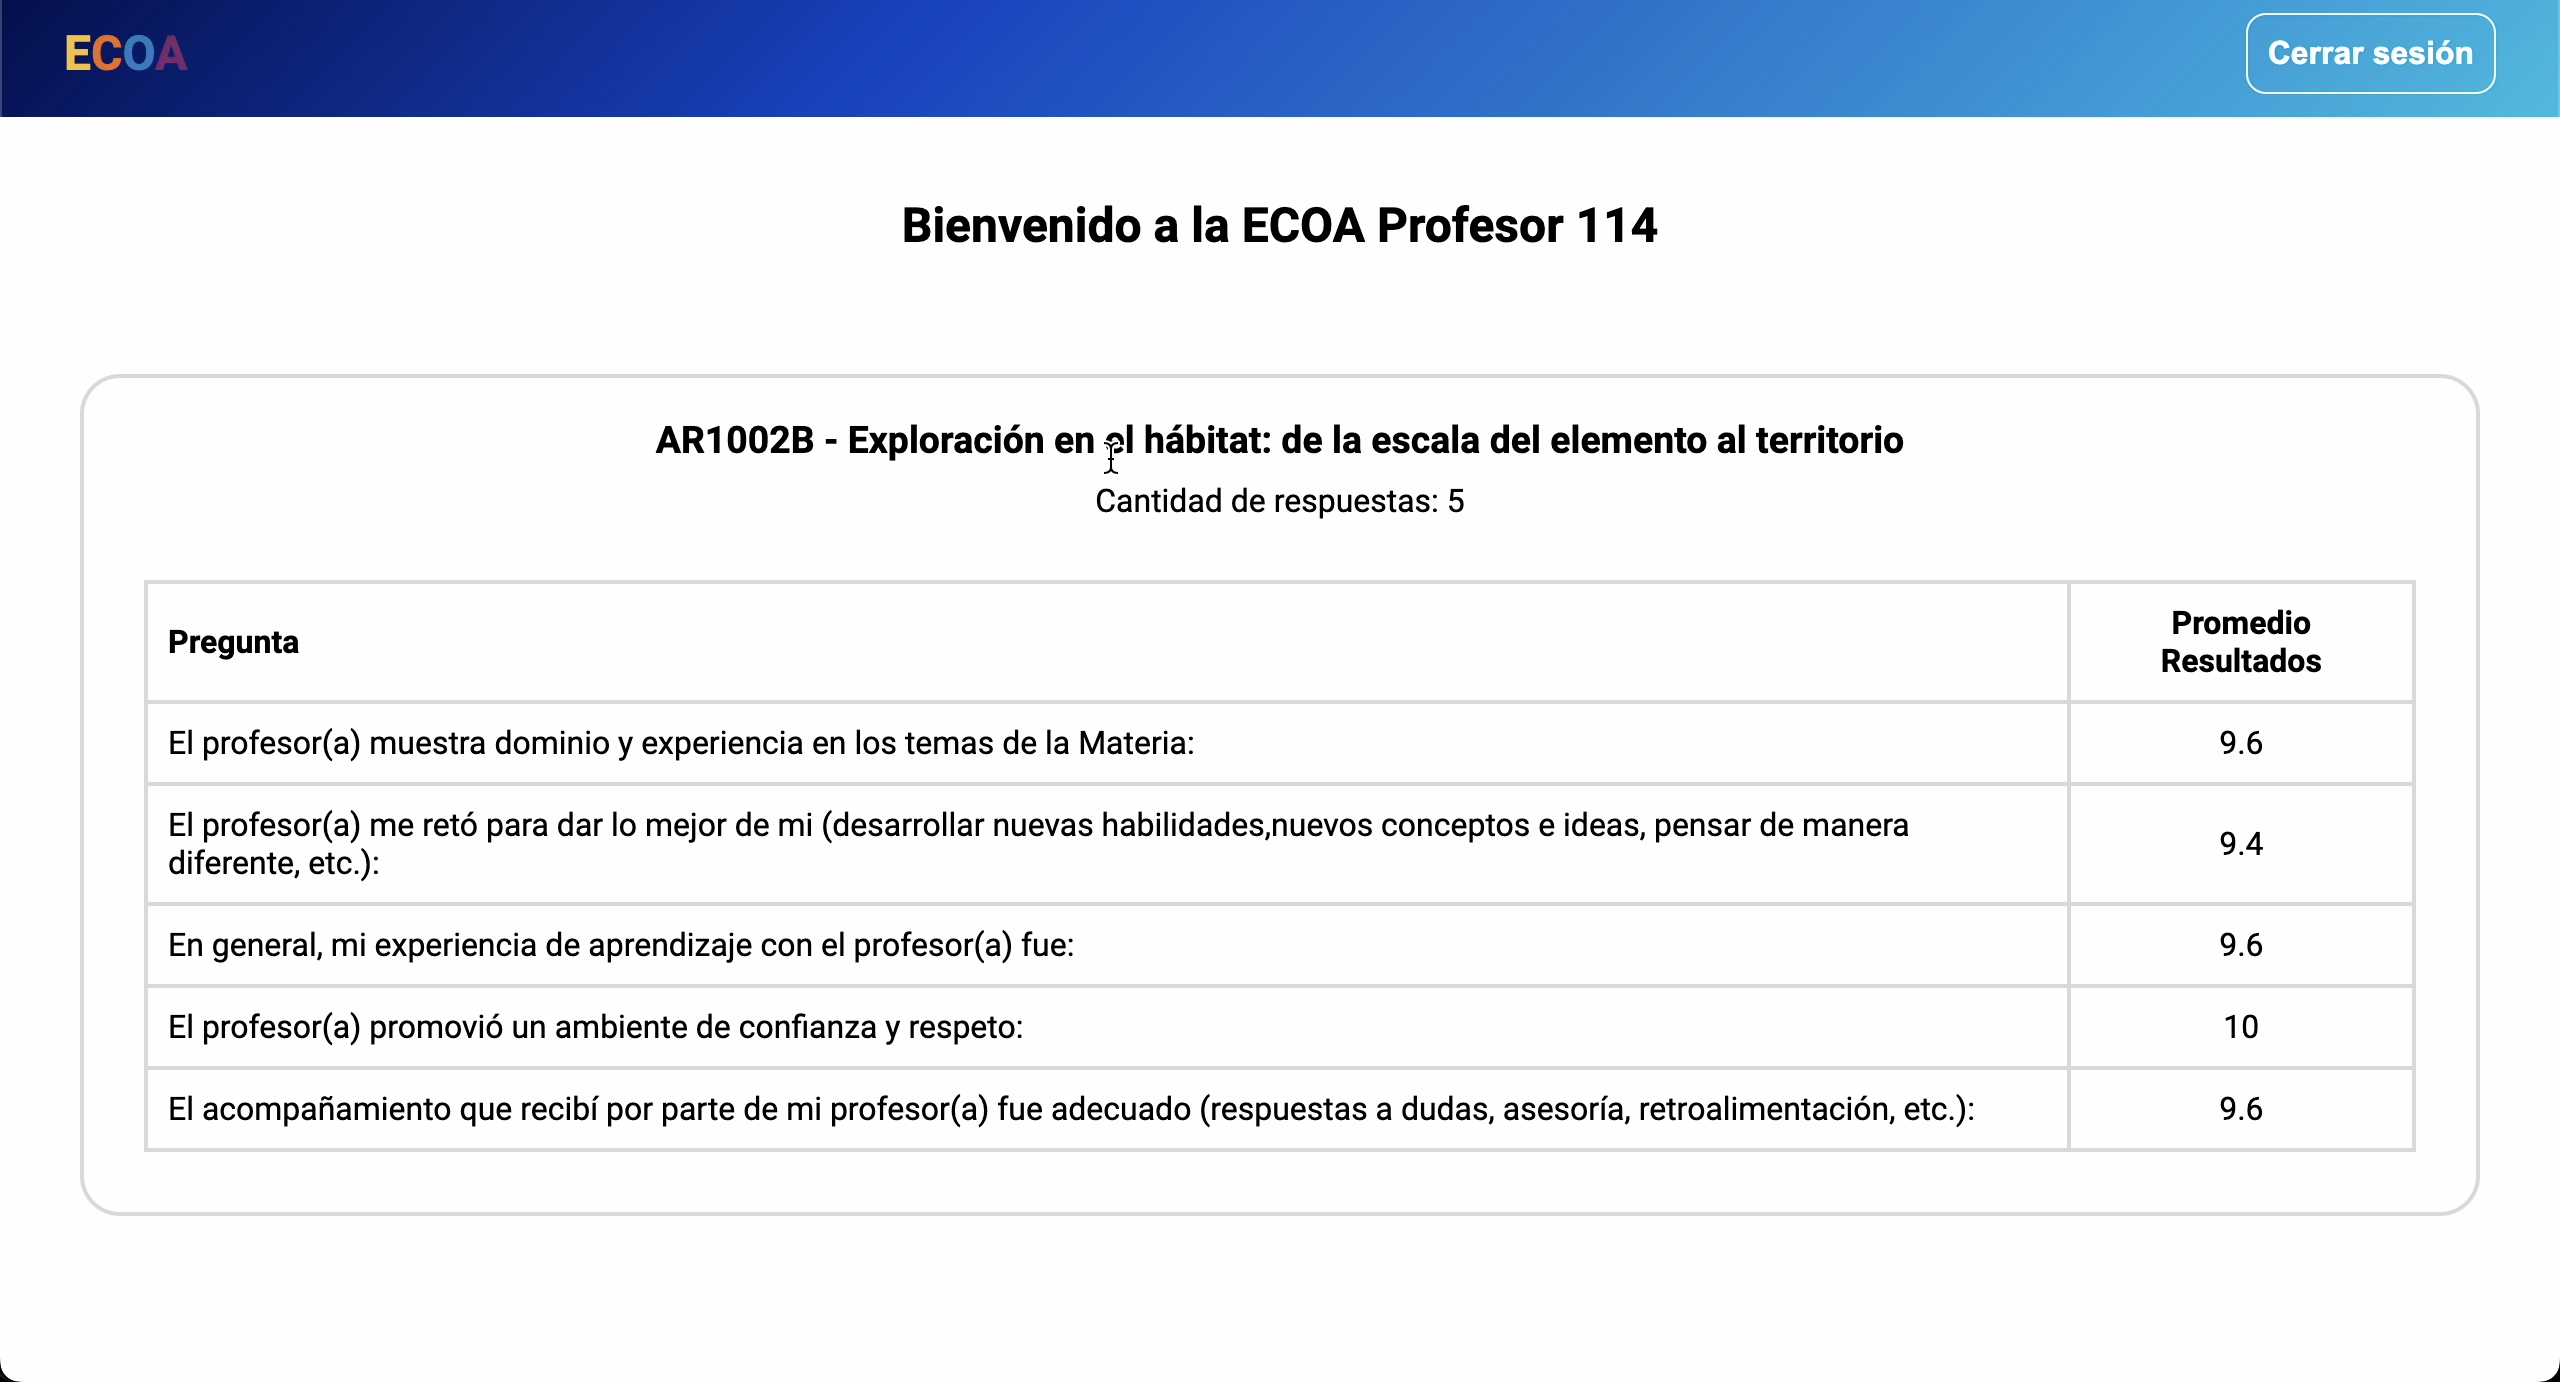 ECOA
Cerrar sesión
Bienvenido a la ECOA Profesor 114
AR1002B - Exploración en el hábitat: de la escala del elemento al territorio
Cantidad de respuestas: 5
Pregunta
Promedio
Resultados
El profesor(a) muestra dominio y experiencia en los temas de la Materia:
9.6
El profesor(a) me retó para dar lo mejor de mi (desarrollar nuevas habilidades,nuevos conceptos e ideas, pensar de manera
diferente, etc.):
9.4
En general, mi experiencia de aprendizaje con el profesor(a) fue:
9.6
El profesor(a) promovió un ambiente de confianza y respeto:
10
El acompañamiento que recibí por parte de mi profesor(a) fue adecuado (respuestas a dudas, asesoría, retroalimentación, etc.):
9.6